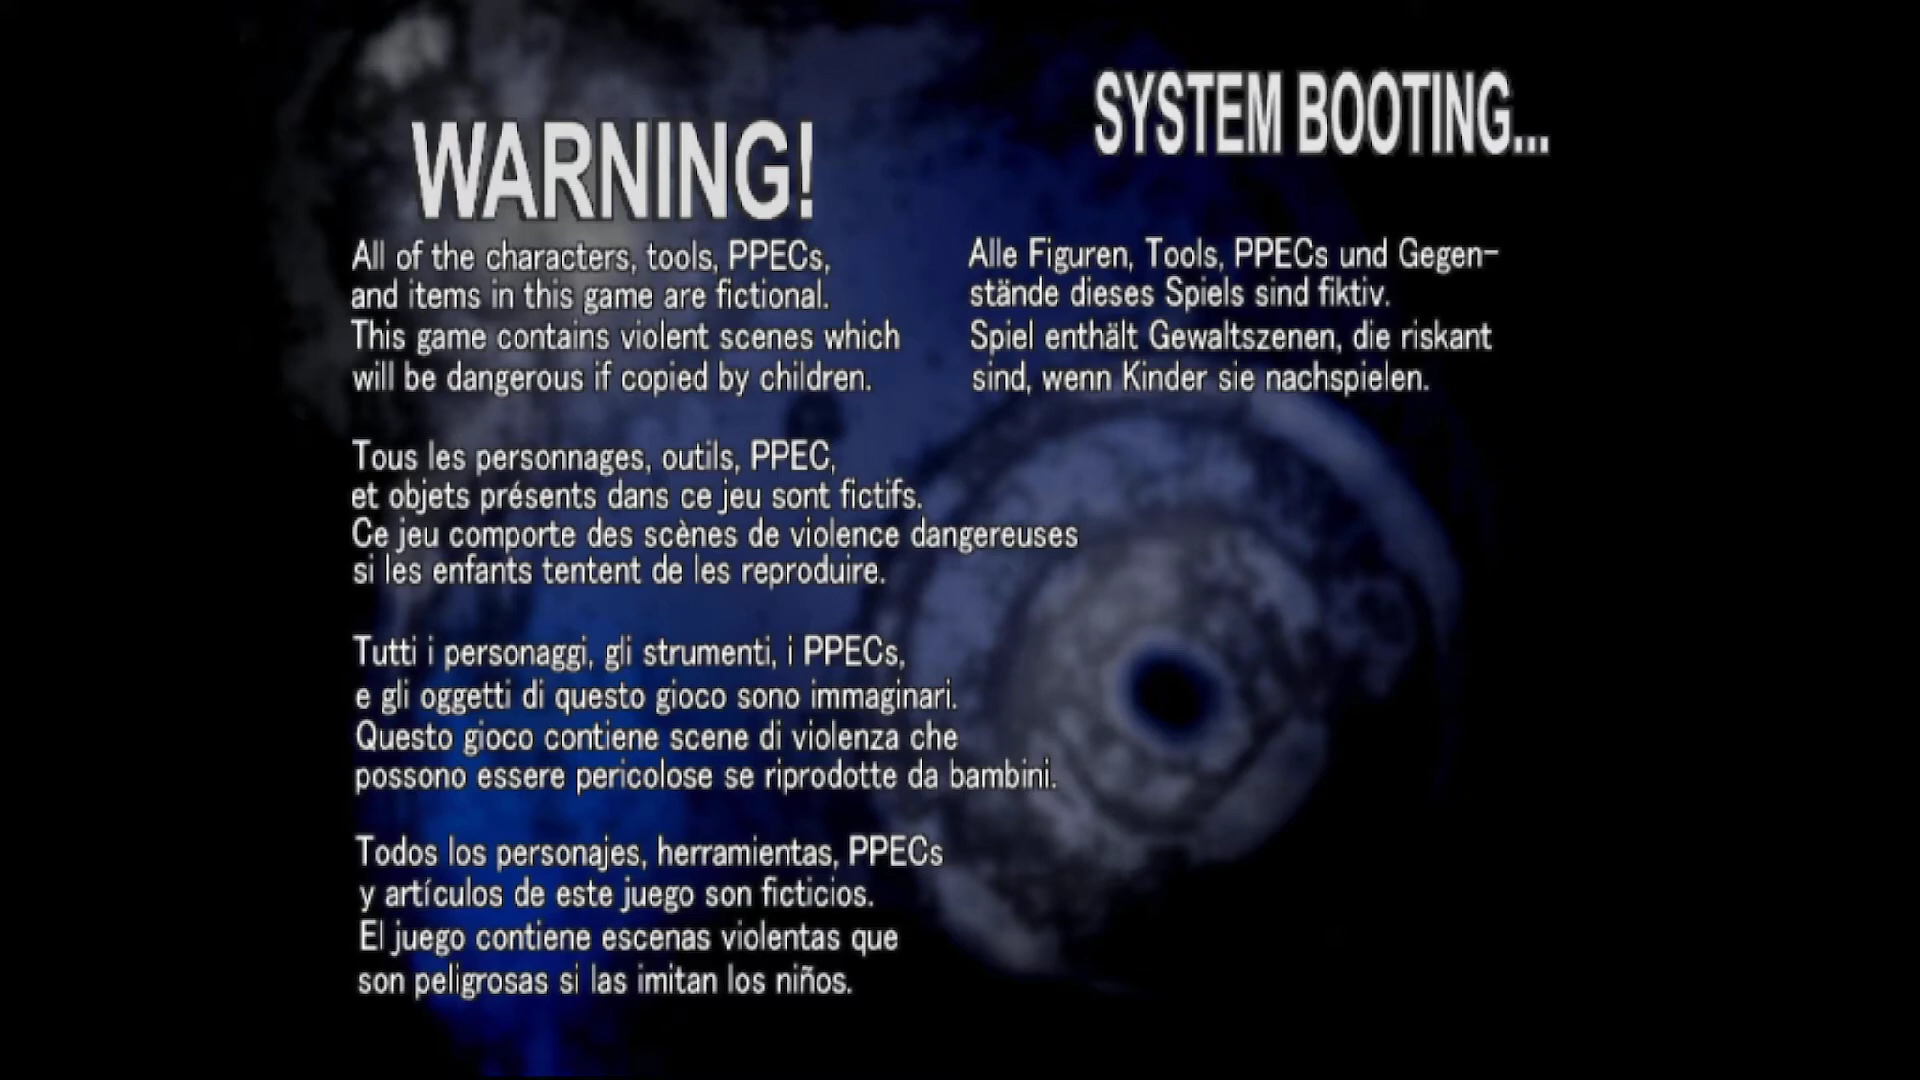 WARNING!
All of the characters, tools, PPECs,
and items in this game are fictional.
This game contains violent scenes which
will be dangerous if copied by children.
Tous les personnages, outils, PPEC,
et objets présents dans ce jeu sont fictifs.
Ce jeu comporte des scènes de violence dangereuses
si les enfants tentent de les reproduire.
Tutti i personaggi, gli strumenti, i PPECs,
e gli oggetti di questo gioco sono immaginari.
Questo gioco contiene scene di violenza che
possono essere pericolose se riprodotte da bambini.
Todos los personajes, herramientas, PPECs
y artículos de este juego son ficticios.
El juego contiene escenas violentas que
son peligrosas si las imitan los niños.
SYSTEM BOOTING...
Alle Figuren, Tools, PPECs und Gegen-
stände dieses Spiels sind fiktiv.
Spiel enthält Gewaltszenen, die riskant
sind, wenn Kinder sie nachspielen.